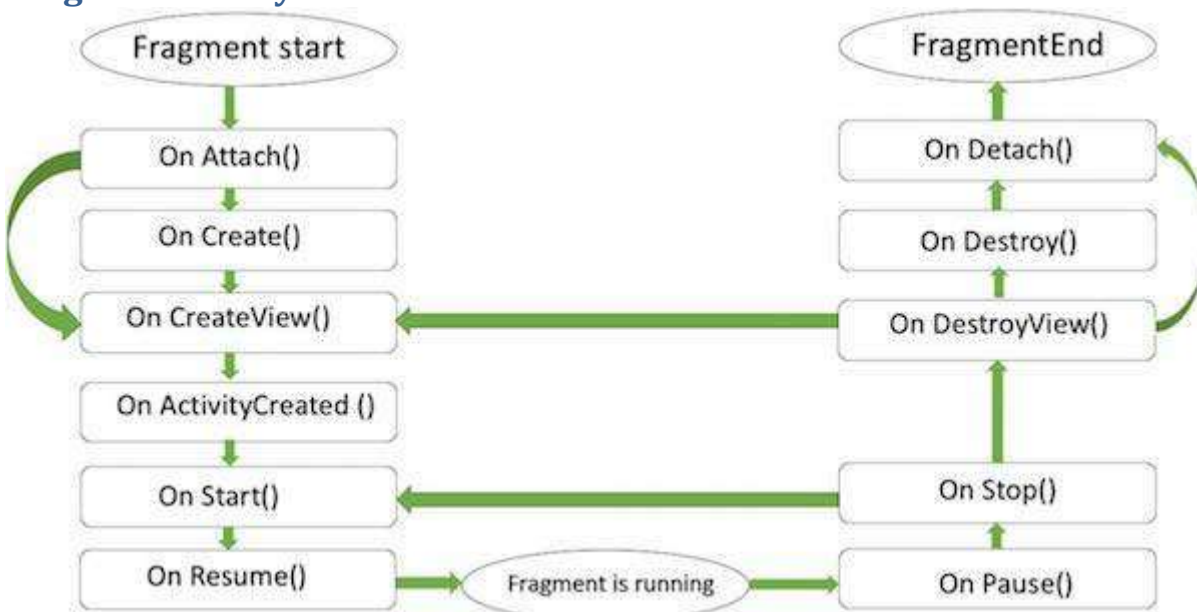 Fragment start
On Attach()
On Create()
On CreateView()
On ActivityCreated ()
On Start()
On Resume()
Fragment is running
On Pause()
On Stop()
On DestroyView()
On Destroy()
On Detach()
FragmentEnd